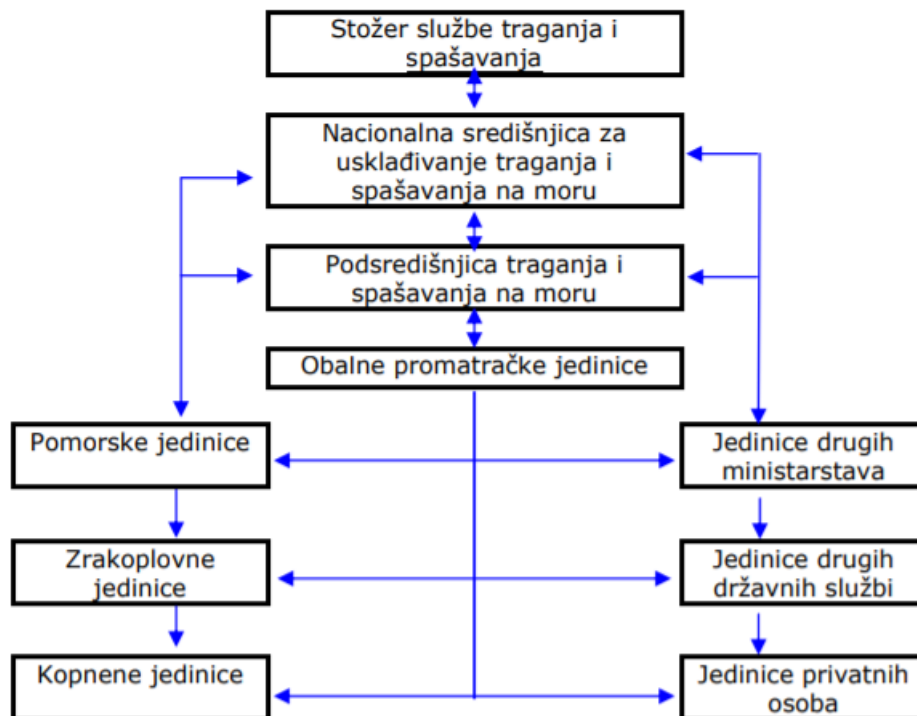 Stožer službe traganja i
spašavanja
Nacionalna središnjica za
usklađivanje traganja i
spašavanja na moru
Podsredišnjica traganja i
spašavanja na moru
Obalne promatračke jedinice
Pomorske jedinice
Jedinice drugih
ministarstava
Zrakoplovne
jedinice
Jedinice drugih
državnih službi
Kopnene jedinice
Jedinice privatnih
osoba